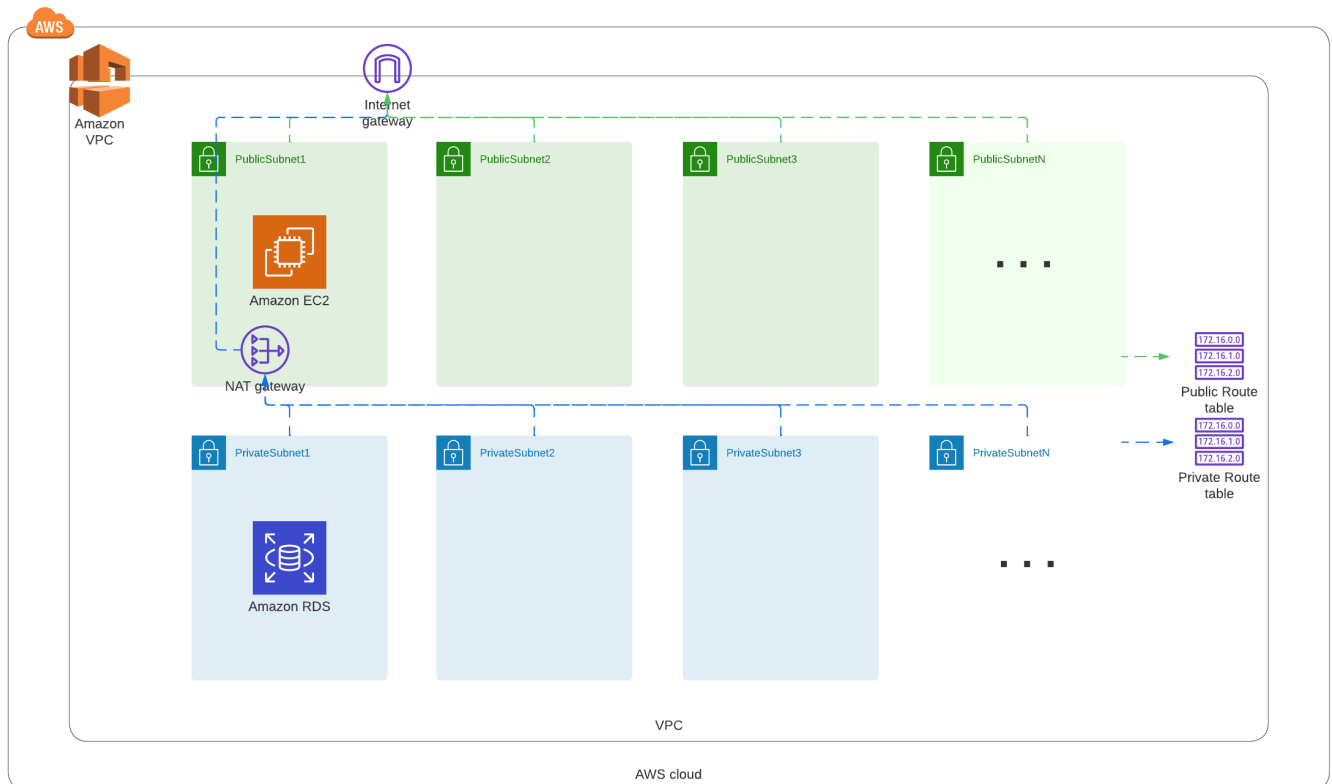 AWS
Amazon
VPC
Internet
gateway
PublicSubnet1
PublicSubnet2
PublicSubnet3
PublicSubnetN
Amazon EC2
. . .
NAT gateway
172.16.0.0
172.16.1.0
172.16.2.0
Public Route
table
172.16.0.0
172.16.1.0
172.16.2.0
Private Route
table
PrivateSubnet1
PrivateSubnet2
PrivateSubnet3
PrivateSubnetN
Amazon RDS
. . .
VPC
AWS cloud